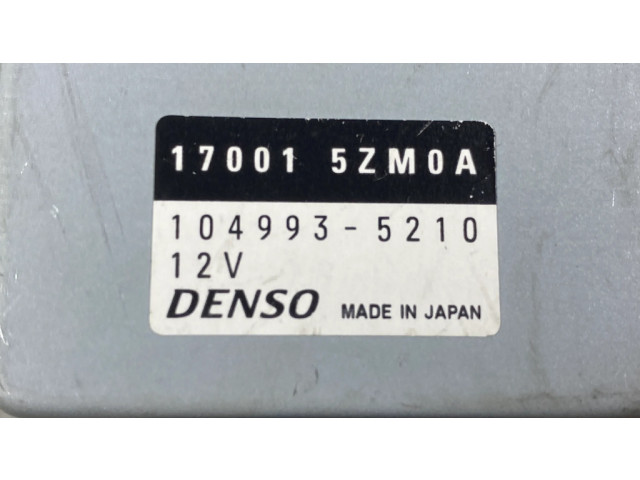 17001 5ZM0A
104993-5210
12V
DENSO MADE IN JAPAN